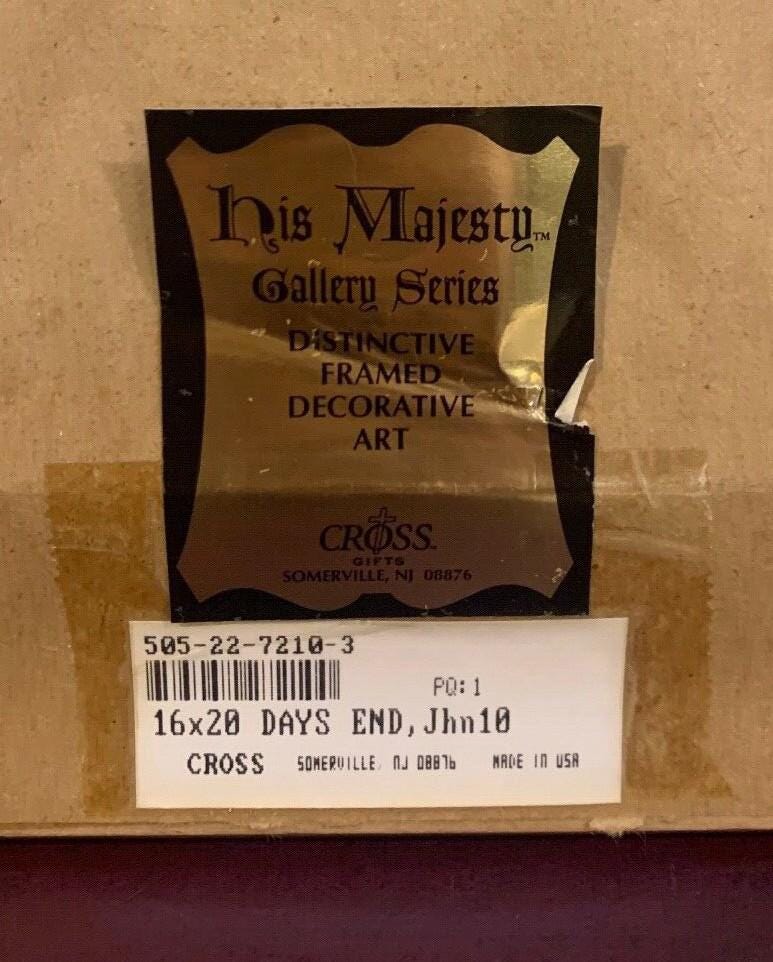 His Majesty™
Gallery Series
DISTINCTIVE
FRAMED
DECORATIVE
ART
CROSS™
GIFTS
SOMERVILLE, NJ 08876
505-22-7210-3
PQ: 1
16x20 DAYS END, Jhn10
CROSS SOMERVILLE, NJ 08876 MADE IN USA